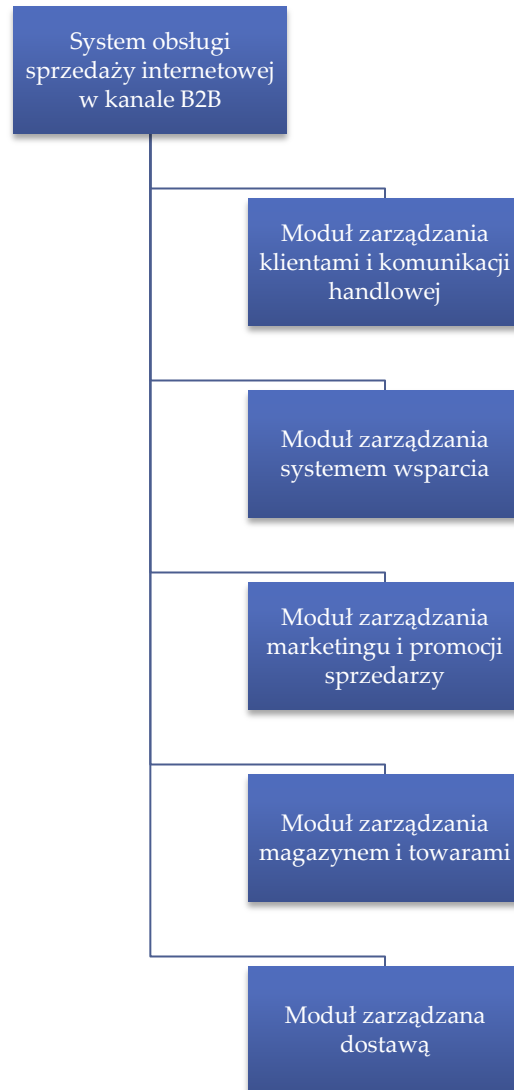 System obsługi
sprzedaży internetowej
w kanale B2B
Moduł zarządzania
klientami i komunikacji
handlowej
Moduł zarządzania
systemem wsparcia
Moduł zarządzania
marketingu i promocji
sprzedarzy
Moduł zarządzania
magazynem i towarami
Moduł zarządzana
dostawą